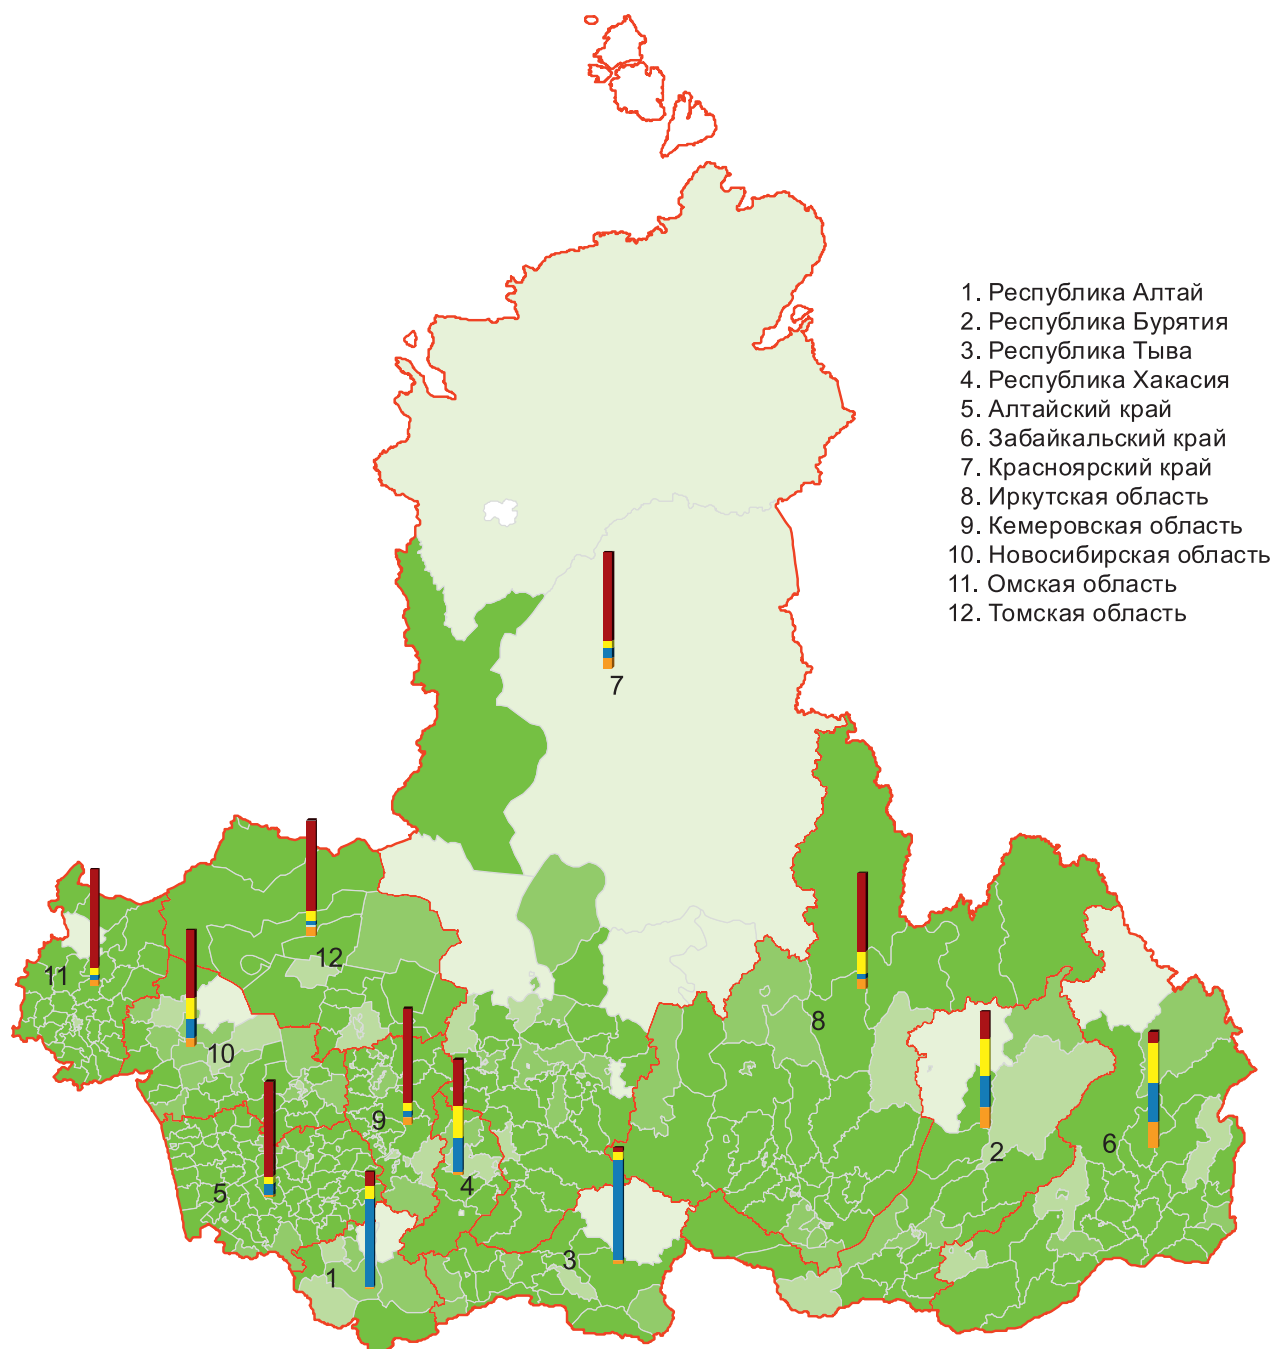 1. Республика Алтай
2. Республика Бурятия
3. Республика Тыва
4. Республика Хакасия
5. Алтайский край
6. Забайкальский край
7. Красноярский край
8. Иркутская область
9. Кемеровская область
10. Новосибирская область
11. Омская область
12. Томская область
7
12
11
8
10
9
6
2
4
5
3
1